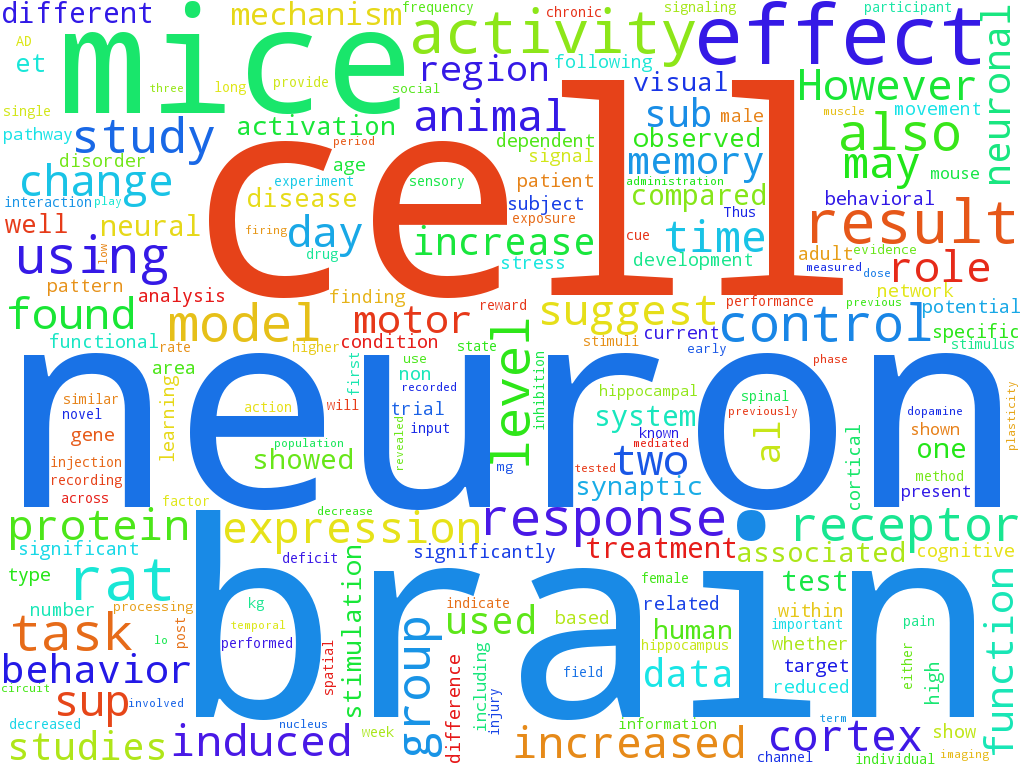 different
mechanism
frequency
chronic
signaling
participant
AD
mice
activity
effect
et
region
following
three
long
provide
social
visual
However
neuronal
single
animal
sub
male
muscle
movement
pathway
study
activation
period
dependent
observed
also
disorder
age
signal
memory
may
mouse
change
experiment
sensory
patient
administration
compared
behavioral
interaction
play
disease
subject
Thus
well
neural
firing
day
exposure
cue
time
result
using
low
drug
increase
stress
development
adult
evidence
measured
dose
role
pattern
analysis
finding
reward
performance
previous
network
potential
cell
found
model
motor
suggest
current
control
specific
functional
rate
higher
condition
state
stimuli
early
stimulus
area
first
use
non
level
inhibition
phase
similar
learning
action
will
recorded
hippocampal
spinal
dopamine
plasticity
novel
trial
system
previously
gene
population
input
known
al
shown
one
injection
showed
revealed
mg
tested
mediated
two
cortical
method
recording
synaptic
present
across
factor
neuron
protein
expression
decrease
response
receptor
significant
deficit
significantly
treatment
associated
cognitive
type
rat
stimulation
female
test
number
processing
kg
indicate
used
based
related
within
function
task
post
temporal
group
human
important
pain
lo
performed
hippocampus
whether
behavior
spatial
including
field
data
target
either
high
circuit
sup
involved
difference
injury
reduced
decreased
nucleus
information
term
brain
studies
induced
week
increased
cortex
show
channel
individual
imaging